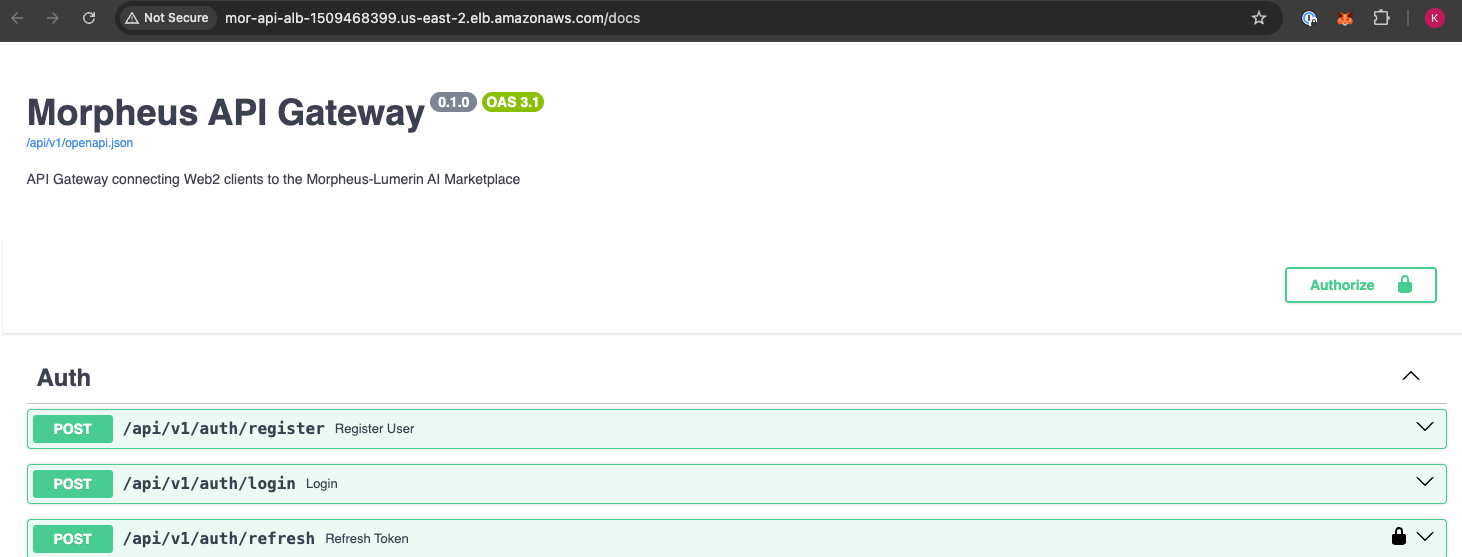 Not Secure mor-api-alb-1509468399.us-east-2.elb.amazonaws.com/docs K
Morpheus API Gateway 0.1.0 OAS 3.1
/api/v1/openapi.json
API Gateway connecting Web2 clients to the Morpheus-Lumerin AI Marketplace
Authorize
Auth
POST /api/v1/auth/register Register User
POST /api/v1/auth/login Login
POST /api/v1/auth/refresh Refresh Token